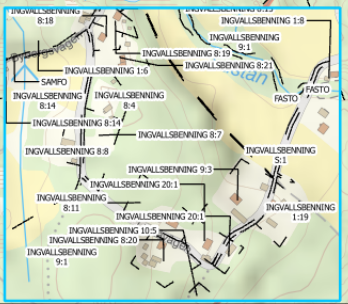 INGVALLSBENNING
8:18
INGVALLSBENNING 1:8
INGVALLSBENNING
9:1
INGVALLSBENNING 8:19
INGVALLSBENNING 8:21
INGVALLSBENNING 1:6
SAMFO
FASTO
FASTO
INGVALLSBENNING
8:14
INGVALLSBENNING
8:4
INGVALLSBENNING 8:14
INGVALLSBENNING 8:7
INGVALLSBENNING 8:8
INGVALLSBENNING
S:1
INGVALLSBENNING 9:3
INGVALLSBENNING 20:1
INGVALLSBENNING
8:11
INGVALLSBENNING
1:19
INGVALLSBENNING 20:1
INGVALLSBENNING 10:5
INGVALLSBENNING 8:20
INGVALLSBENNING
9:1